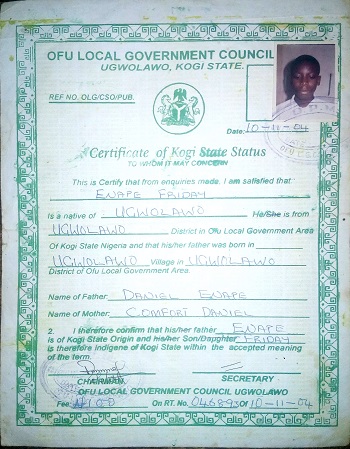 OFU LOCAL GOVERNMENT COUNCIL
UGWOLAWO, KOGI STATE.
REF NO. OLG/CSO/PUB.
Date: 10-11-04
Certificate of Kogi State Status
TO WHOM IT MAY CONCERN
This is Certify that from enquiries made. I am satisfied that:
ENAPE FRIDAY
Is a native of UGWOLAWO He/She is from
UGWOLAWO District in Ofu Local Government Area
Of Kogi State Nigena and that his/her father was born in
UGWOLAWO Village in UGWOLAWO
District of Ofu Local Government Area.
Name of Father: DANIEL ENAPE
Name of Mother: COMFORT DANIEL
2. I therefore confirm that his/her father ENAPE
is of Kogi State Origin and his/her Son/Daughter FRIDAY
is therefore indigene of Kogi State within the accepted meaning
of the term.
CHAIRMAN SECRETARY
OFU LOCAL GOVERNMENT COUNCIL UGWOLAWO
Fee: ₦100 On RT. No. 046893 Of 10-11-04